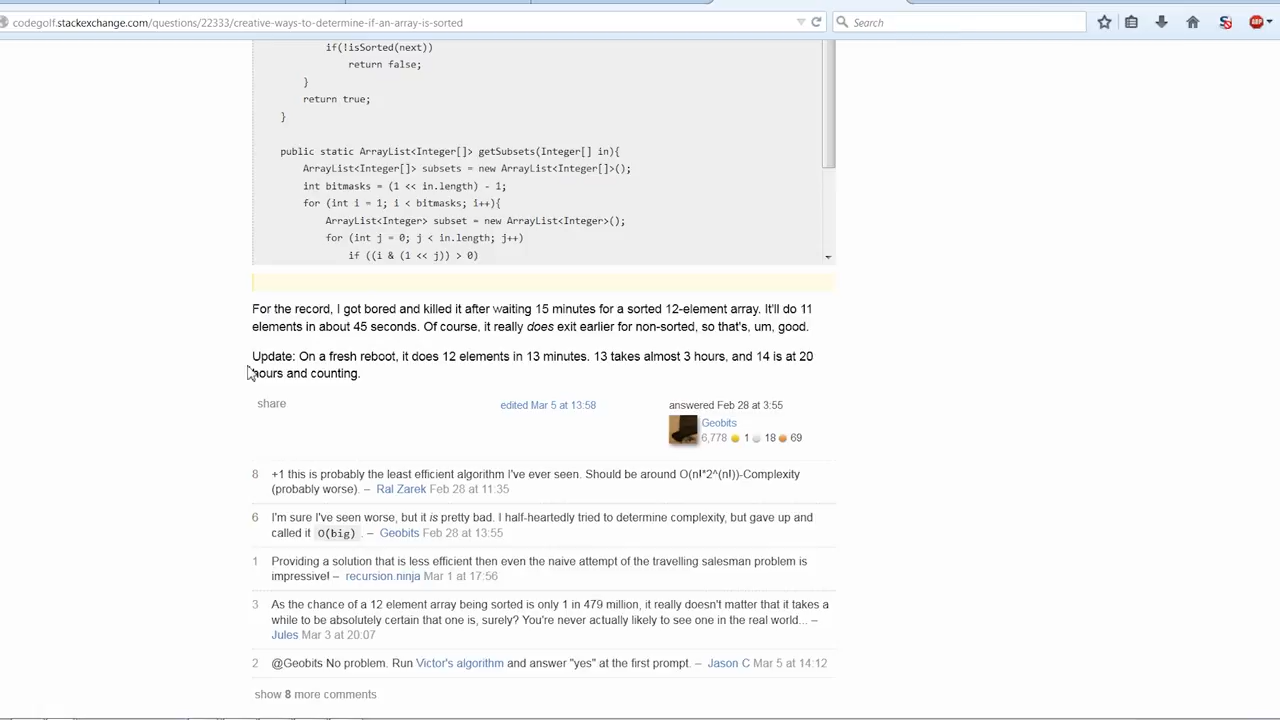 codegolf.stackexchange.com/questions/22333/creative-ways-to-determine-if-an-array-is-sorted
Search
ABP
if(!isSorted(next))
return false;
}
return true;
}
public static ArrayList<Integer[]> getSubsets(Integer[] in){
ArrayList<Integer[]> subsets = new ArrayList<Integer[]>();
int bitmasks = (1 << in.length) - 1;
for (int i = 1; i < bitmasks; i++){
ArrayList<Integer> subset = new ArrayList<Integer>();
for (int j = 0; j < in.length; j++)
if ((i & (1 << j)) > 0)
For the record, I got bored and killed it after waiting 15 minutes for a sorted 12-element array. It'll do 11
elements in about 45 seconds. Of course, it really does exit earlier for non-sorted, so that's, um, good.
Update: On a fresh reboot, it does 12 elements in 13 minutes. 13 takes almost 3 hours, and 14 is at 20
hours and counting.
share
edited Mar 5 at 13:58
answered Feb 28 at 3:55
Geobits
6,778 1 18 69
8 +1 this is probably the least efficient algorithm I've ever seen. Should be around O(n!*2^(n!))-Complexity
(probably worse). – Ral Zarek Feb 28 at 11:35
6 I'm sure I've seen worse, but it is pretty bad. I half-heartedly tried to determine complexity, but gave up and
called it O(big) . – Geobits Feb 28 at 13:55
1 Providing a solution that is less efficient then even the naive attempt of the travelling salesman problem is
impressive! – recursion.ninja Mar 1 at 17:56
3 As the chance of a 12 element array being sorted is only 1 in 479 million, it really doesn't matter that it takes a
while to be absolutely certain that one is, surely? You're never actually likely to see one in the real world... –
Jules Mar 3 at 20:07
2 @Geobits No problem. Run Victor's algorithm and answer "yes" at the first prompt. – Jason C Mar 5 at 14:12
show 8 more comments